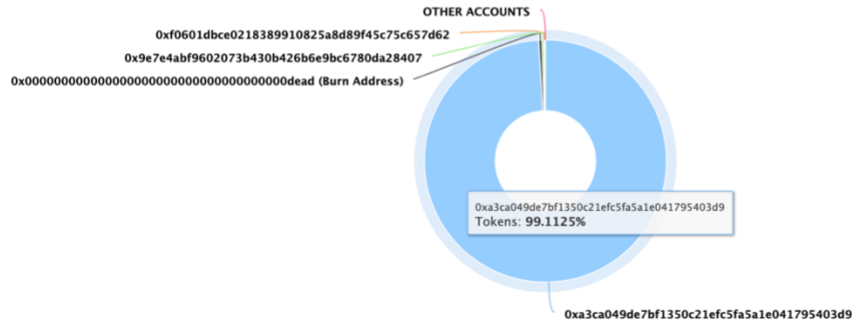 OTHER ACCOUNTS
0xf0601dbce0218389910825a8d89f45c75c657d62
0x9e7e4abf9602073b430b426b6e9bc6780da28407
0x000000000000000000000000000000000000dead (Burn Address)
0xa3ca049de7bf1350c21efc5fa5a1e041795403d9
Tokens: 99.1125%
0xa3ca049de7bf1350c21efc5fa5a1e041795403d9